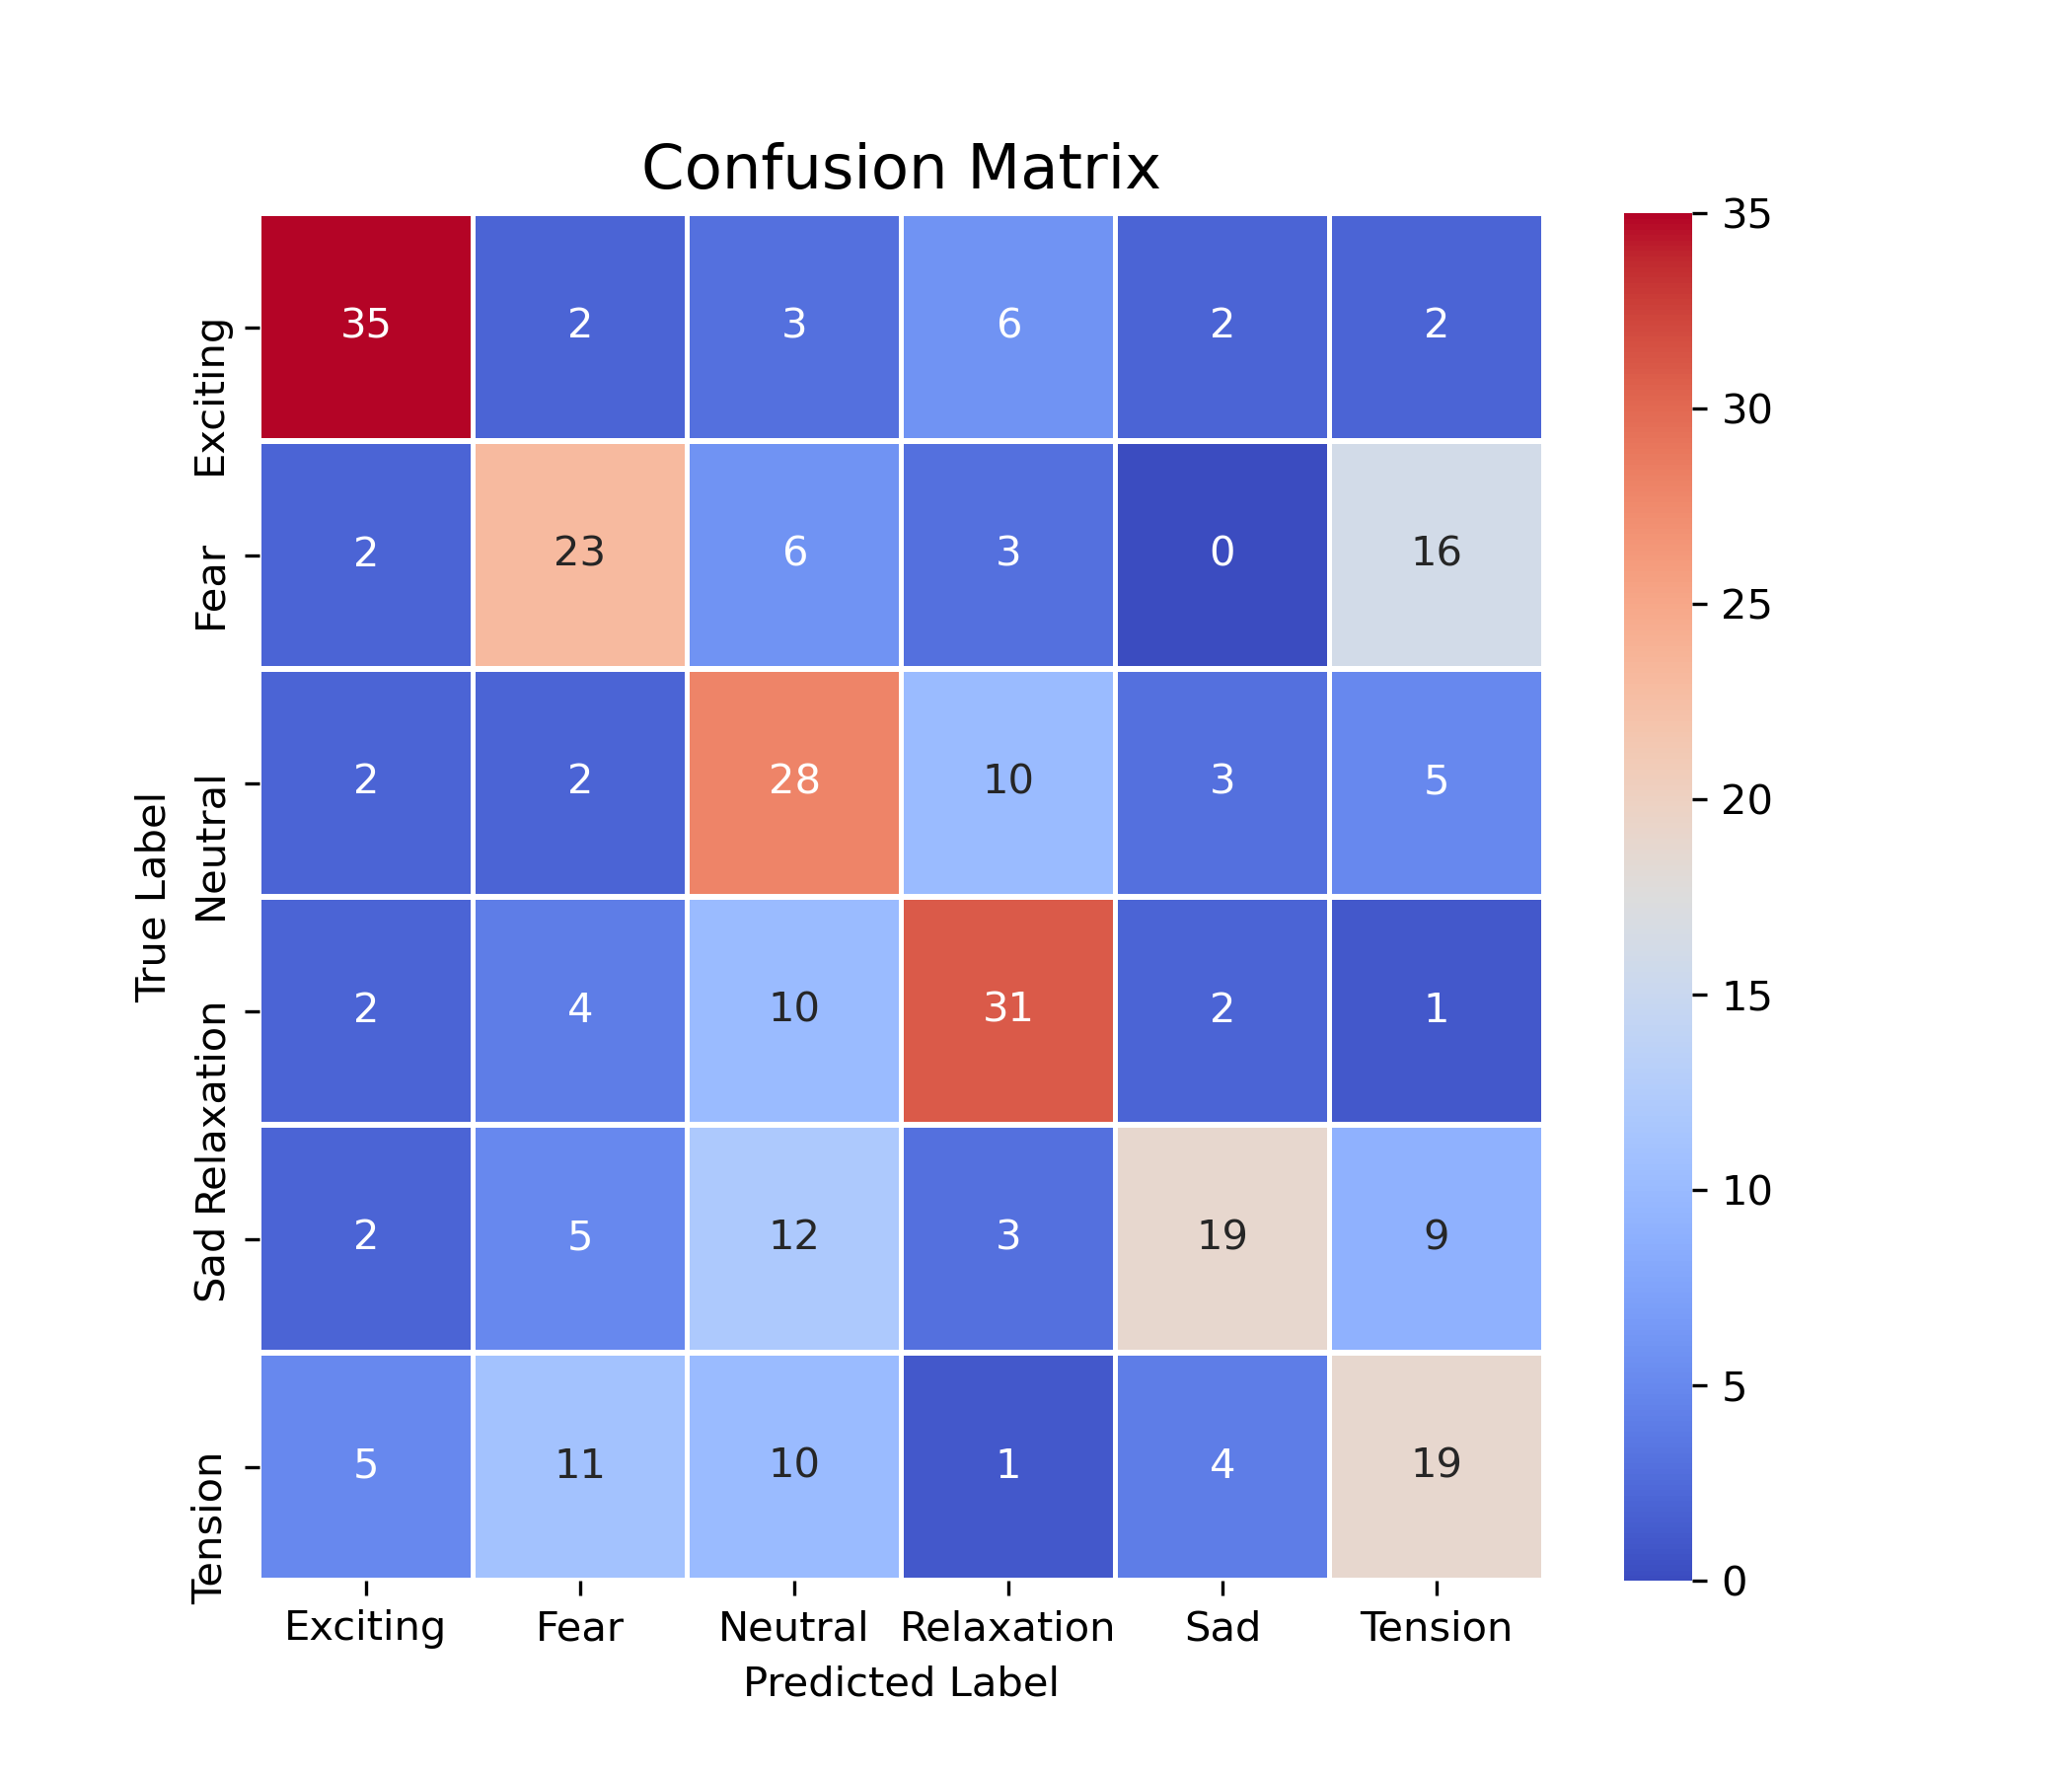 Confusion Matrix
True Label
Exciting 35 2 3 6 2 2
Fear 2 23 6 3 0 16
Neutral 2 2 28 10 3 5
Relaxation 2 4 10 31 2 1
Sad 2 5 12 3 19 9
Tension 5 11 10 1 4 19
Exciting Fear Neutral Relaxation Sad Tension
Predicted Label
35
30
25
20
15
10
5
0